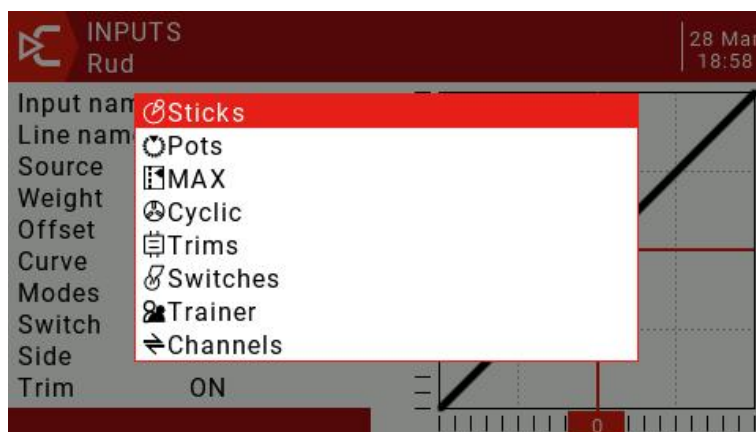 INPUTS
Rud
28 Mar
18:58
Input nam
Line nam
Source
Weight
Offset
Curve
Modes
Switch
Side
Trim ON
Sticks
Pots
MAX
Cyclic
Trims
Switches
Trainer
Channels
0